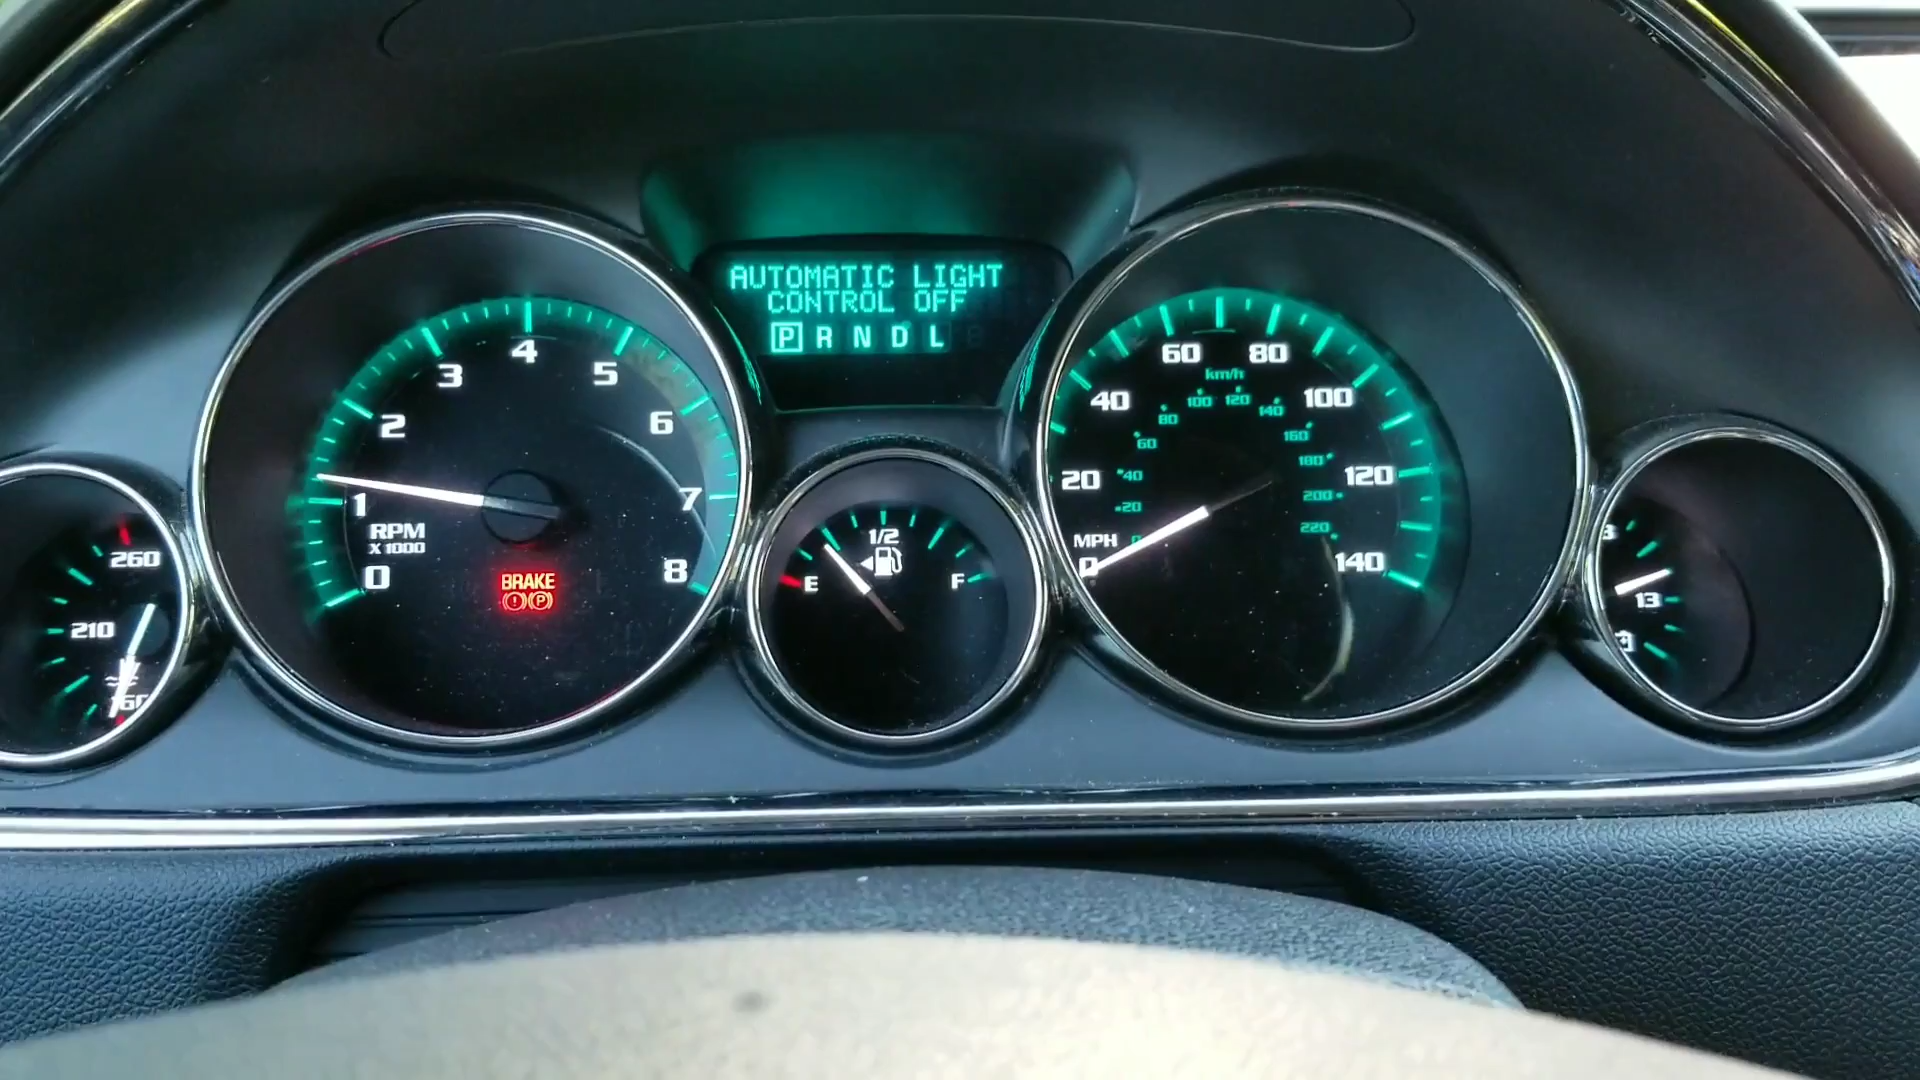 AUTOMATIC LIGHT
CONTROL OFF
P R N D L
0 1 2 3 4 5 6 7 8
RPM
X 1000
BRAKE
260
210
160
E 1/2 F
0 20 40 60 80 100 120 140
MPH
km/h
0 20 40 60 80 100 120 140 160 180 200 220
13